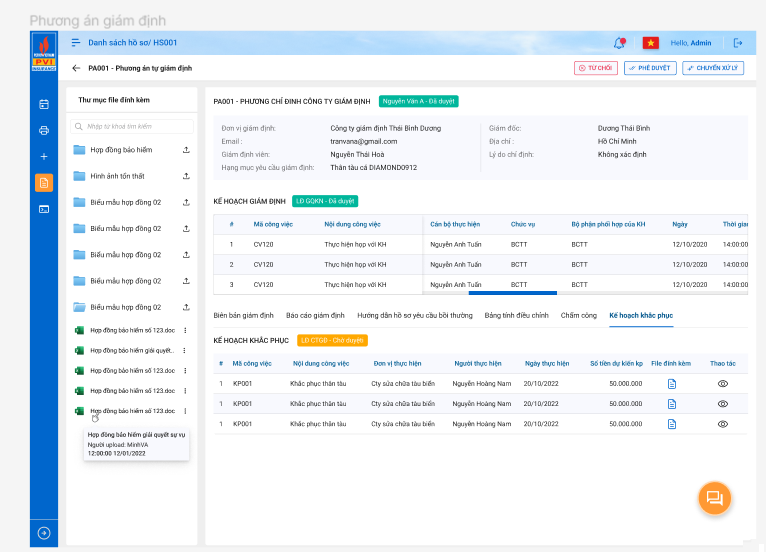 Phương án giám định
PETROVIETNAM
PVI
INSURANCE
Danh sách hồ sơ/ HS001
Hello, Admin
PA001 - Phương án tự giám định
TỪ CHỐI
PHÊ DUYỆT
CHUYỂN XỬ LÝ
Thư mục file đính kèm
Nhập từ khoá tìm kiếm
Hợp đồng bảo hiểm
Hình ảnh tổn thất
Biểu mẫu hợp đồng 02
Biểu mẫu hợp đồng 02
Biểu mẫu hợp đồng 02
Biểu mẫu hợp đồng 02
Biểu mẫu hợp đồng 02
Hợp đồng bảo hiểm số 123.doc
Hợp đồng bảo hiểm giải quyết..
Hợp đồng bảo hiểm số 123.doc
Hợp đồng bảo hiểm số 123.doc
Hợp đồng bảo hiểm số 123.doc
Hợp đồng bảo hiểm giải quyết sự vụ
Người upload: MinhVA
12:00:00 12/01/2022
PA001 - PHƯƠNG CHỈ ĐỊNH CÔNG TY GIÁM ĐỊNH Nguyễn Văn A - Đã duyệt
Đơn vị giám định: Công ty giám định Thái Bình Dương Giám đốc: Dương Thái Bình
Email : tranvana@gmail.com Địa chỉ : Hồ Chí Minh
Giám định viên: Nguyễn Thái Hoà Lý do chỉ định: Không xác định
Hạng mục yêu cầu giám định: Thân tàu cá DIAMOND0912
KẾ HOẠCH GIÁM ĐỊNH LĐ GQKN - Đã duyệt
# Mã công việc Nội dung công việc Cán bộ thực hiện Chức vụ Bộ phận phối hợp của KH Ngày Thời gian
1 CV120 Thực hiện họp với KH Nguyễn Anh Tuấn BCTT BCTT 12/10/2020 14:00:00
2 CV120 Thực hiện họp với KH Nguyễn Anh Tuấn BCTT BCTT 12/10/2020 14:00:00
3 CV120 Thực hiện họp với KH Nguyễn Anh Tuấn BCTT BCTT 12/10/2020 14:00:00
Biên bản giám định Báo cáo giám định Hướng dẫn hồ sơ yêu cầu bồi thường Bảng tính điều chỉnh Chấm công Kế hoạch khắc phục
KẾ HOẠCH KHẮC PHỤC LĐ CTGĐ - Chờ duyệt
# Mã công việc Nội dung công việc Đơn vị thực hiện Người thực hiện Ngày thực hiện Số tiền dự kiến kp File đính kèm Thao tác
1 KP001 Khắc phục thân tàu Cty sửa chữa tàu biển Nguyễn Hoàng Nam 20/10/2022 50.000.000
1 KP001 Khắc phục thân tàu Cty sửa chữa tàu biển Nguyễn Hoàng Nam 20/10/2022 50.000.000
1 KP001 Khắc phục thân tàu Cty sửa chữa tàu biển Nguyễn Hoàng Nam 20/10/2022 50.000.000